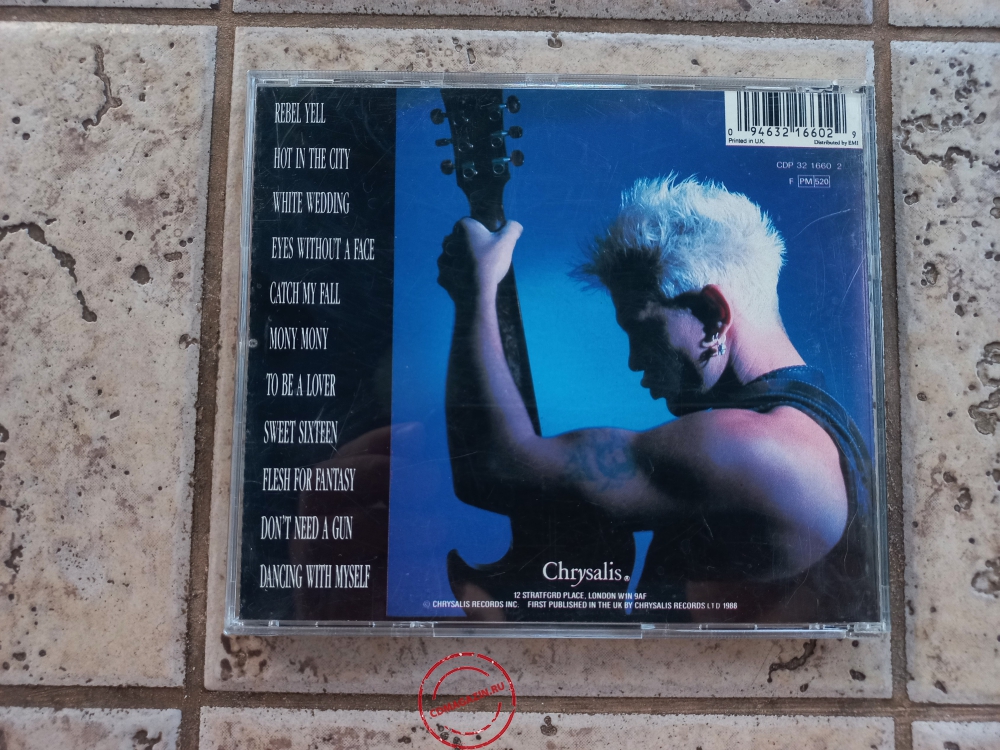 REBEL YELL
HOT IN THE CITY
WHITE WEDDING
EYES WITHOUT A FACE
CATCH MY FALL
MONY MONY
TO BE A LOVER
SWEET SIXTEEN
FLESH FOR FANTASY
DON'T NEED A GUN
DANCING WITH MYSELF
0 94632 16602 9
Printed in U.K. Distributed by EMI
CDP 32 1660 2
F PM 520
Chrysalis®
12 STRATFORD PLACE, LONDON W1N 9AF
© CHRYSALIS RECORDS INC. FIRST PUBLISHED IN THE UK BY CHRYSALIS RECORDS LTD 1988